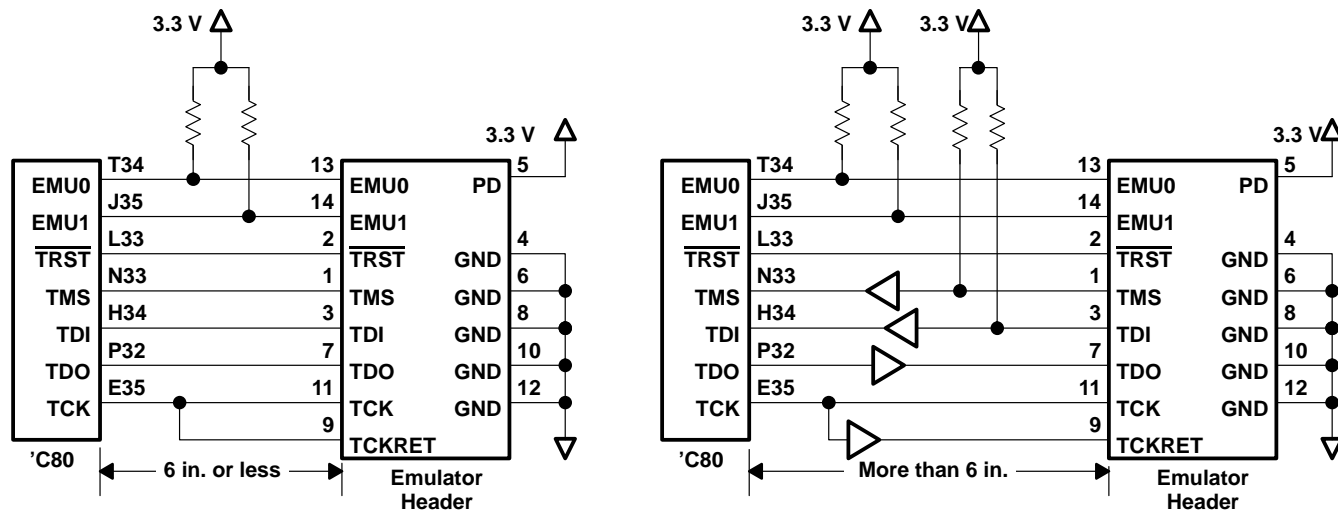 3.3 V
3.3 V
T34
13
5
EMU0
EMU0
PD
J35
14
EMU1
EMU1
L33
2
4
TRST
TRST
GND
N33
1
6
TMS
TMS
GND
H34
3
8
TDI
TDI
GND
P32
7
10
TDO
TDO
GND
E35
11
12
TCK
TCK
GND
9
TCKRET
'C80
6 in. or less
Emulator
Header
3.3 V
3.3 V
3.3 V
T34
13
5
EMU0
EMU0
PD
J35
14
EMU1
EMU1
L33
2
4
TRST
TRST
GND
N33
1
6
TMS
TMS
GND
H34
3
8
TDI
TDI
GND
P32
7
10
TDO
TDO
GND
E35
11
12
TCK
TCK
GND
9
TCKRET
'C80
More than 6 in.
Emulator
Header